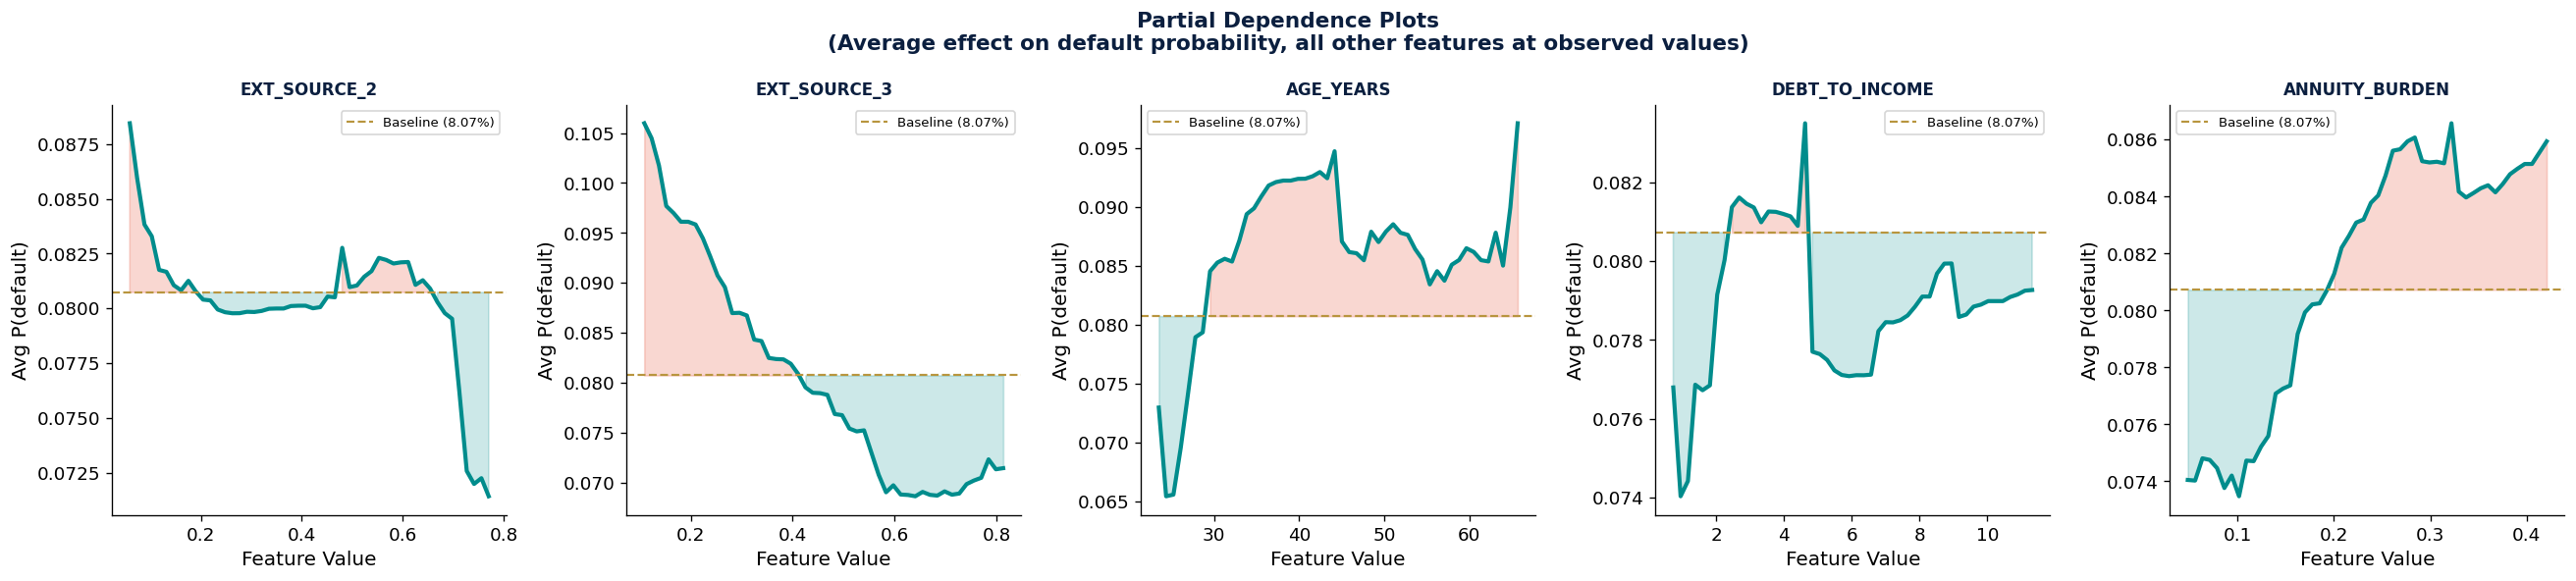 Partial Dependence Plots
(Average effect on default probability, all other features at observed values)
EXT_SOURCE_2
Baseline (8.07%)
Avg P(default)
0.0875
0.0850
0.0825
0.0800
0.0775
0.0750
0.0725
0.2 0.4 0.6 0.8
Feature Value
EXT_SOURCE_3
Baseline (8.07%)
Avg P(default)
0.105
0.100
0.095
0.090
0.085
0.080
0.075
0.070
0.2 0.4 0.6 0.8
Feature Value
AGE_YEARS
Baseline (8.07%)
Avg P(default)
0.095
0.090
0.085
0.080
0.075
0.070
0.065
30 40 50 60
Feature Value
DEBT_TO_INCOME
Baseline (8.07%)
Avg P(default)
0.082
0.080
0.078
0.076
0.074
2 4 6 8 10
Feature Value
ANNUITY_BURDEN
Baseline (8.07%)
Avg P(default)
0.086
0.084
0.082
0.080
0.078
0.076
0.074
0.1 0.2 0.3 0.4
Feature Value